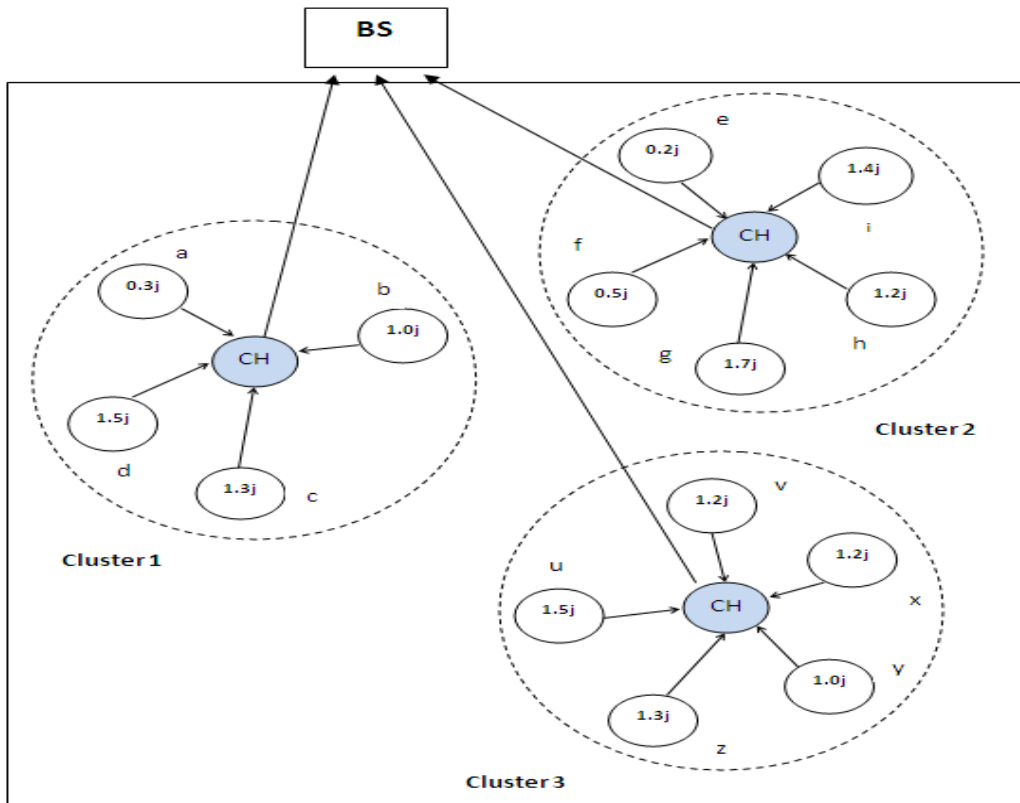 BS
e
0.2j
1.4j
CH
i
f
0.5j
1.2j
h
g
1.7j
Cluster 2
a
0.3j
b
1.0j
CH
1.5j
d
1.3j
c
Cluster 1
v
1.2j
1.2j
x
u
1.5j
CH
y
1.0j
1.3j
z
Cluster 3